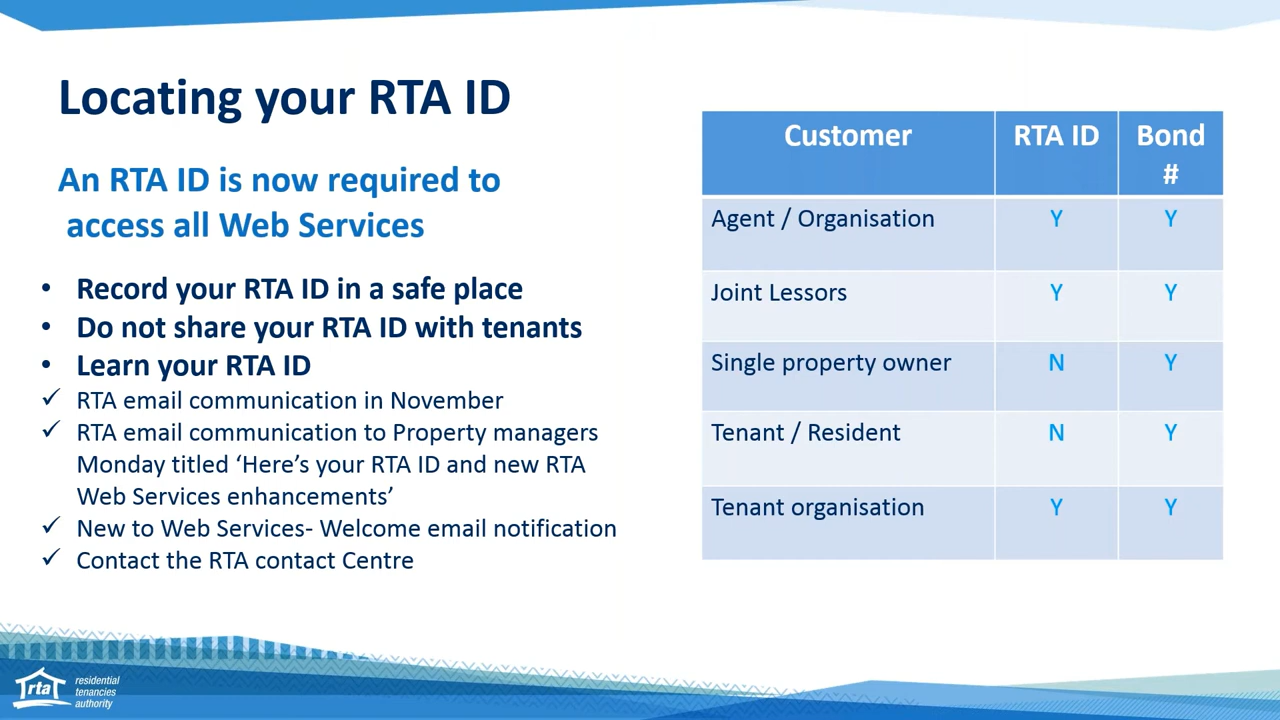 Locating your RTA ID
An RTA ID is now required to
access all Web Services
• Record your RTA ID in a safe place
• Do not share your RTA ID with tenants
• Learn your RTA ID
✓ RTA email communication in November
✓ RTA email communication to Property managers
Monday titled ‘Here’s your RTA ID and new RTA
Web Services enhancements’
✓ New to Web Services- Welcome email notification
✓ Contact the RTA contact Centre
Customer RTA ID Bond
#
Agent / Organisation Y Y
Joint Lessors Y Y
Single property owner N Y
Tenant / Resident N Y
Tenant organisation Y Y
rta
residential
tenancies
authority